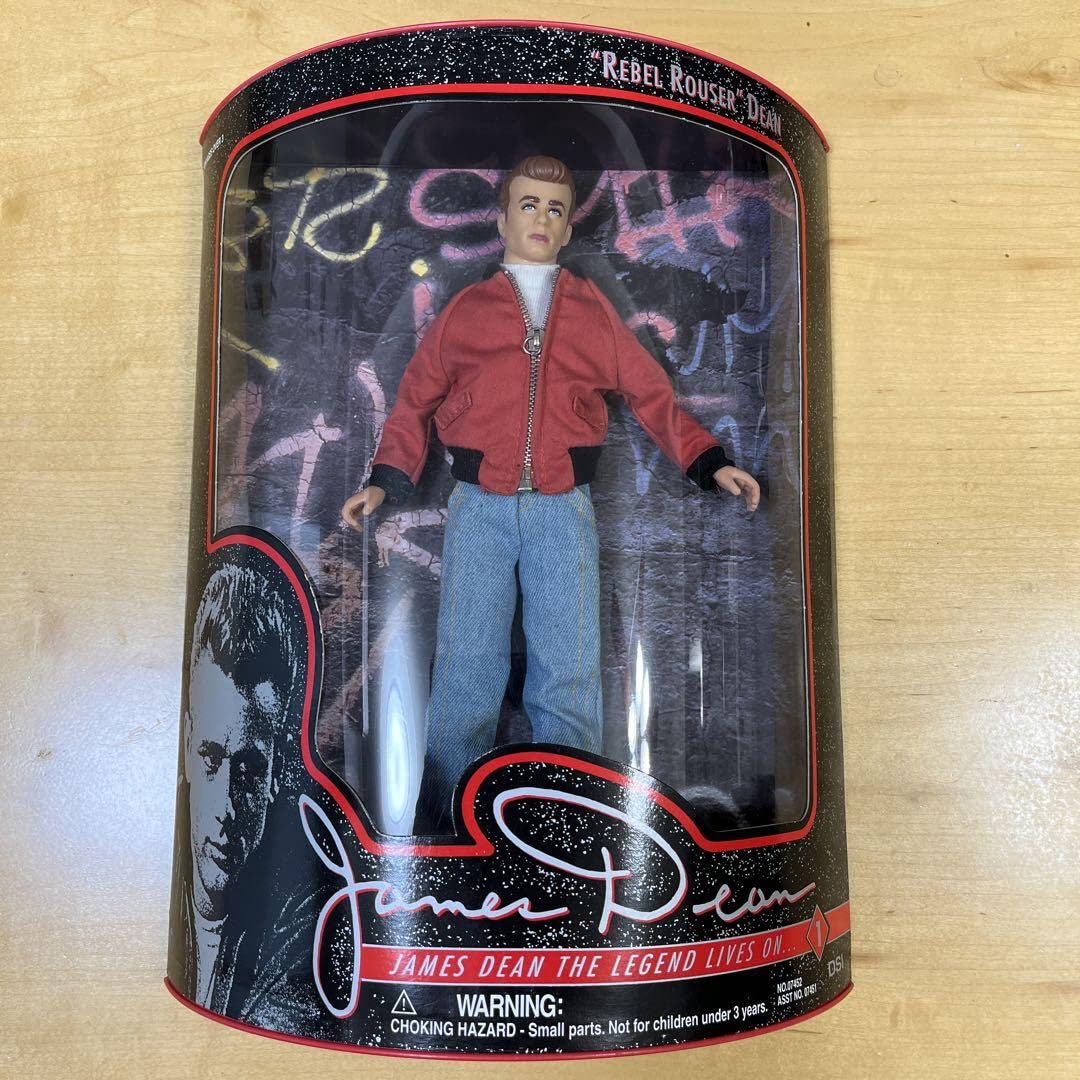 "REBEL ROUSER" DEAN
James Dean
JAMES DEAN THE LEGEND LIVES ON... 1
DSI
NO. 07452
ASST NO. 07451
WARNING:
CHOKING HAZARD - Small parts. Not for children under 3 years.